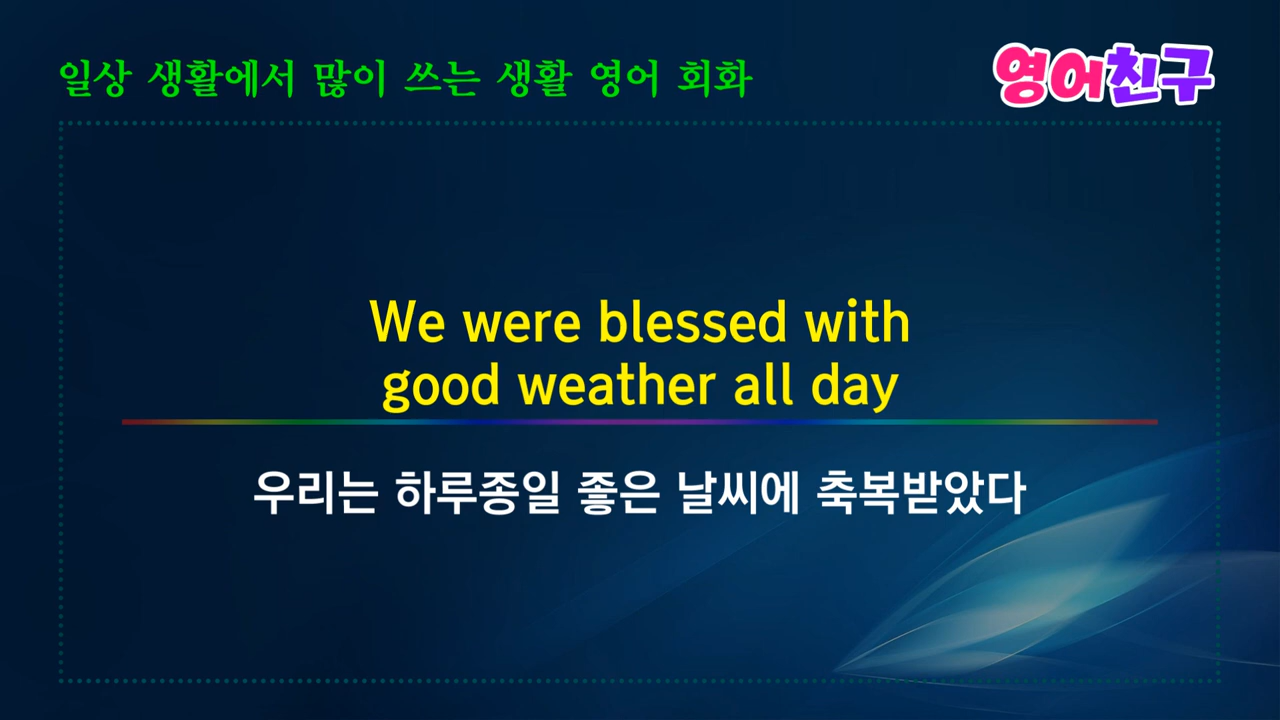 일상 생활에서 많이 쓰는 생활 영어 회화
영어친구
We were blessed with
good weather all day
우리는 하루종일 좋은 날씨에 축복받았다